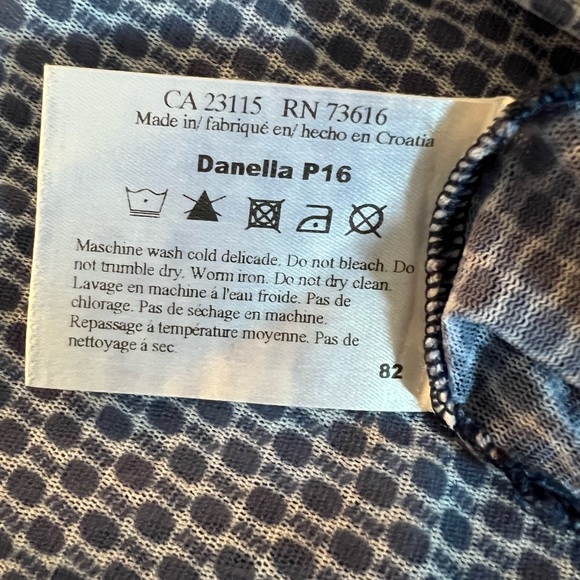 CA 23115 RN 73616
Made in/ fabriqué en/ hecho en Croatia
Danella P16
Maschine wash cold delicade. Do not bleach. Do
not trumble dry. Worm iron. Do not dry clean.
Lavage en machine á l'eau froide. Pas de
chlorage. Pas de séchage en machine.
Repassage á température moyenne. Pas de
nettoyage á sec.
82